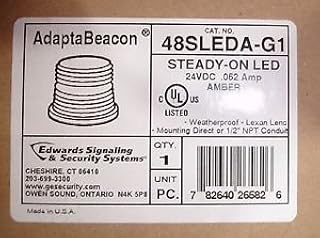 AdaptaBeacon®
CAT. NO.
48SLEDA-G1
STEADY-ON LED
24VDC .062 Amp
AMBER
C UL US
LISTED
- Weatherproof - Lexan Lens
- Mounting Direct or 1/2" NPT Conduit
Edwards Signaling
& Security Systems
CHESHIRE, CT 06410
203-699-3300
www.gesecurity.com
OWEN SOUND, ONTARIO N4K 5P8
Made in U.S.A.
QTY.
1
UNIT
PC.
7 82640 26582 6